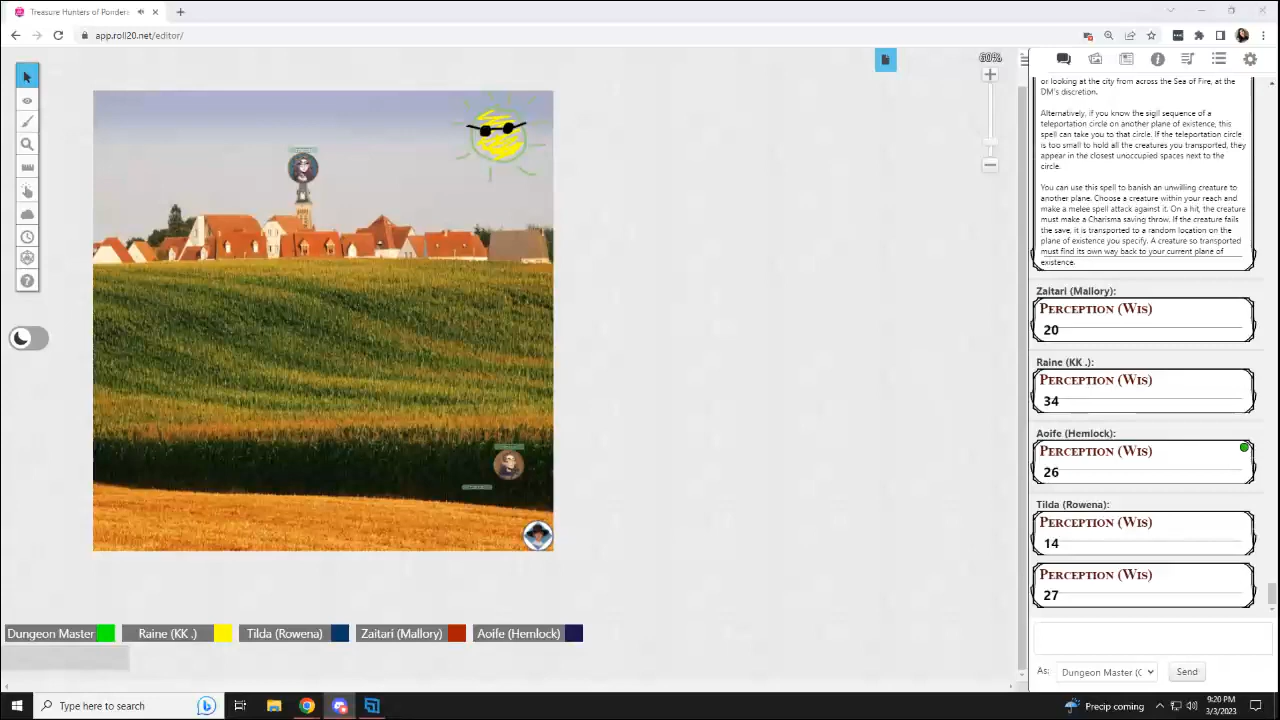 Treasure Hunters of Ponder
app.roll20.net/editor/
60%
or looking at the city from across the Sea of Fire, at the
DM's discretion.
Alternatively, if you know the sigil sequence of a
teleportation circle on another plane of existence, this
spell can take you to that circle. If the teleportation circle
is too small to hold all the creatures you transported, they
appear in the closest unoccupied spaces next to the
circle.
You can use this spell to banish an unwilling creature to
another plane. Choose a creature within your reach and
make a melee spell attack against it. On a hit, the creature
must make a Charisma saving throw. If the creature fails
the save, it is transported to a random location on the
plane of existence you specify. A creature so transported
must find its own way back to your current plane of
existence.
Zaitari (Mallory):
Perception (Wis)
20
Raine (KK .):
Perception (Wis)
34
Aoife (Hemlock):
Perception (Wis)
26
Tilda (Rowena):
Perception (Wis)
14
Perception (Wis)
27
Dungeon Master
Raine (KK .)
Tilda (Rowena)
Zaitari (Mallory)
Aoife (Hemlock)
As:
Dungeon Master (G
Send
Type here to search
Precip coming
9:20 PM
3/3/2023